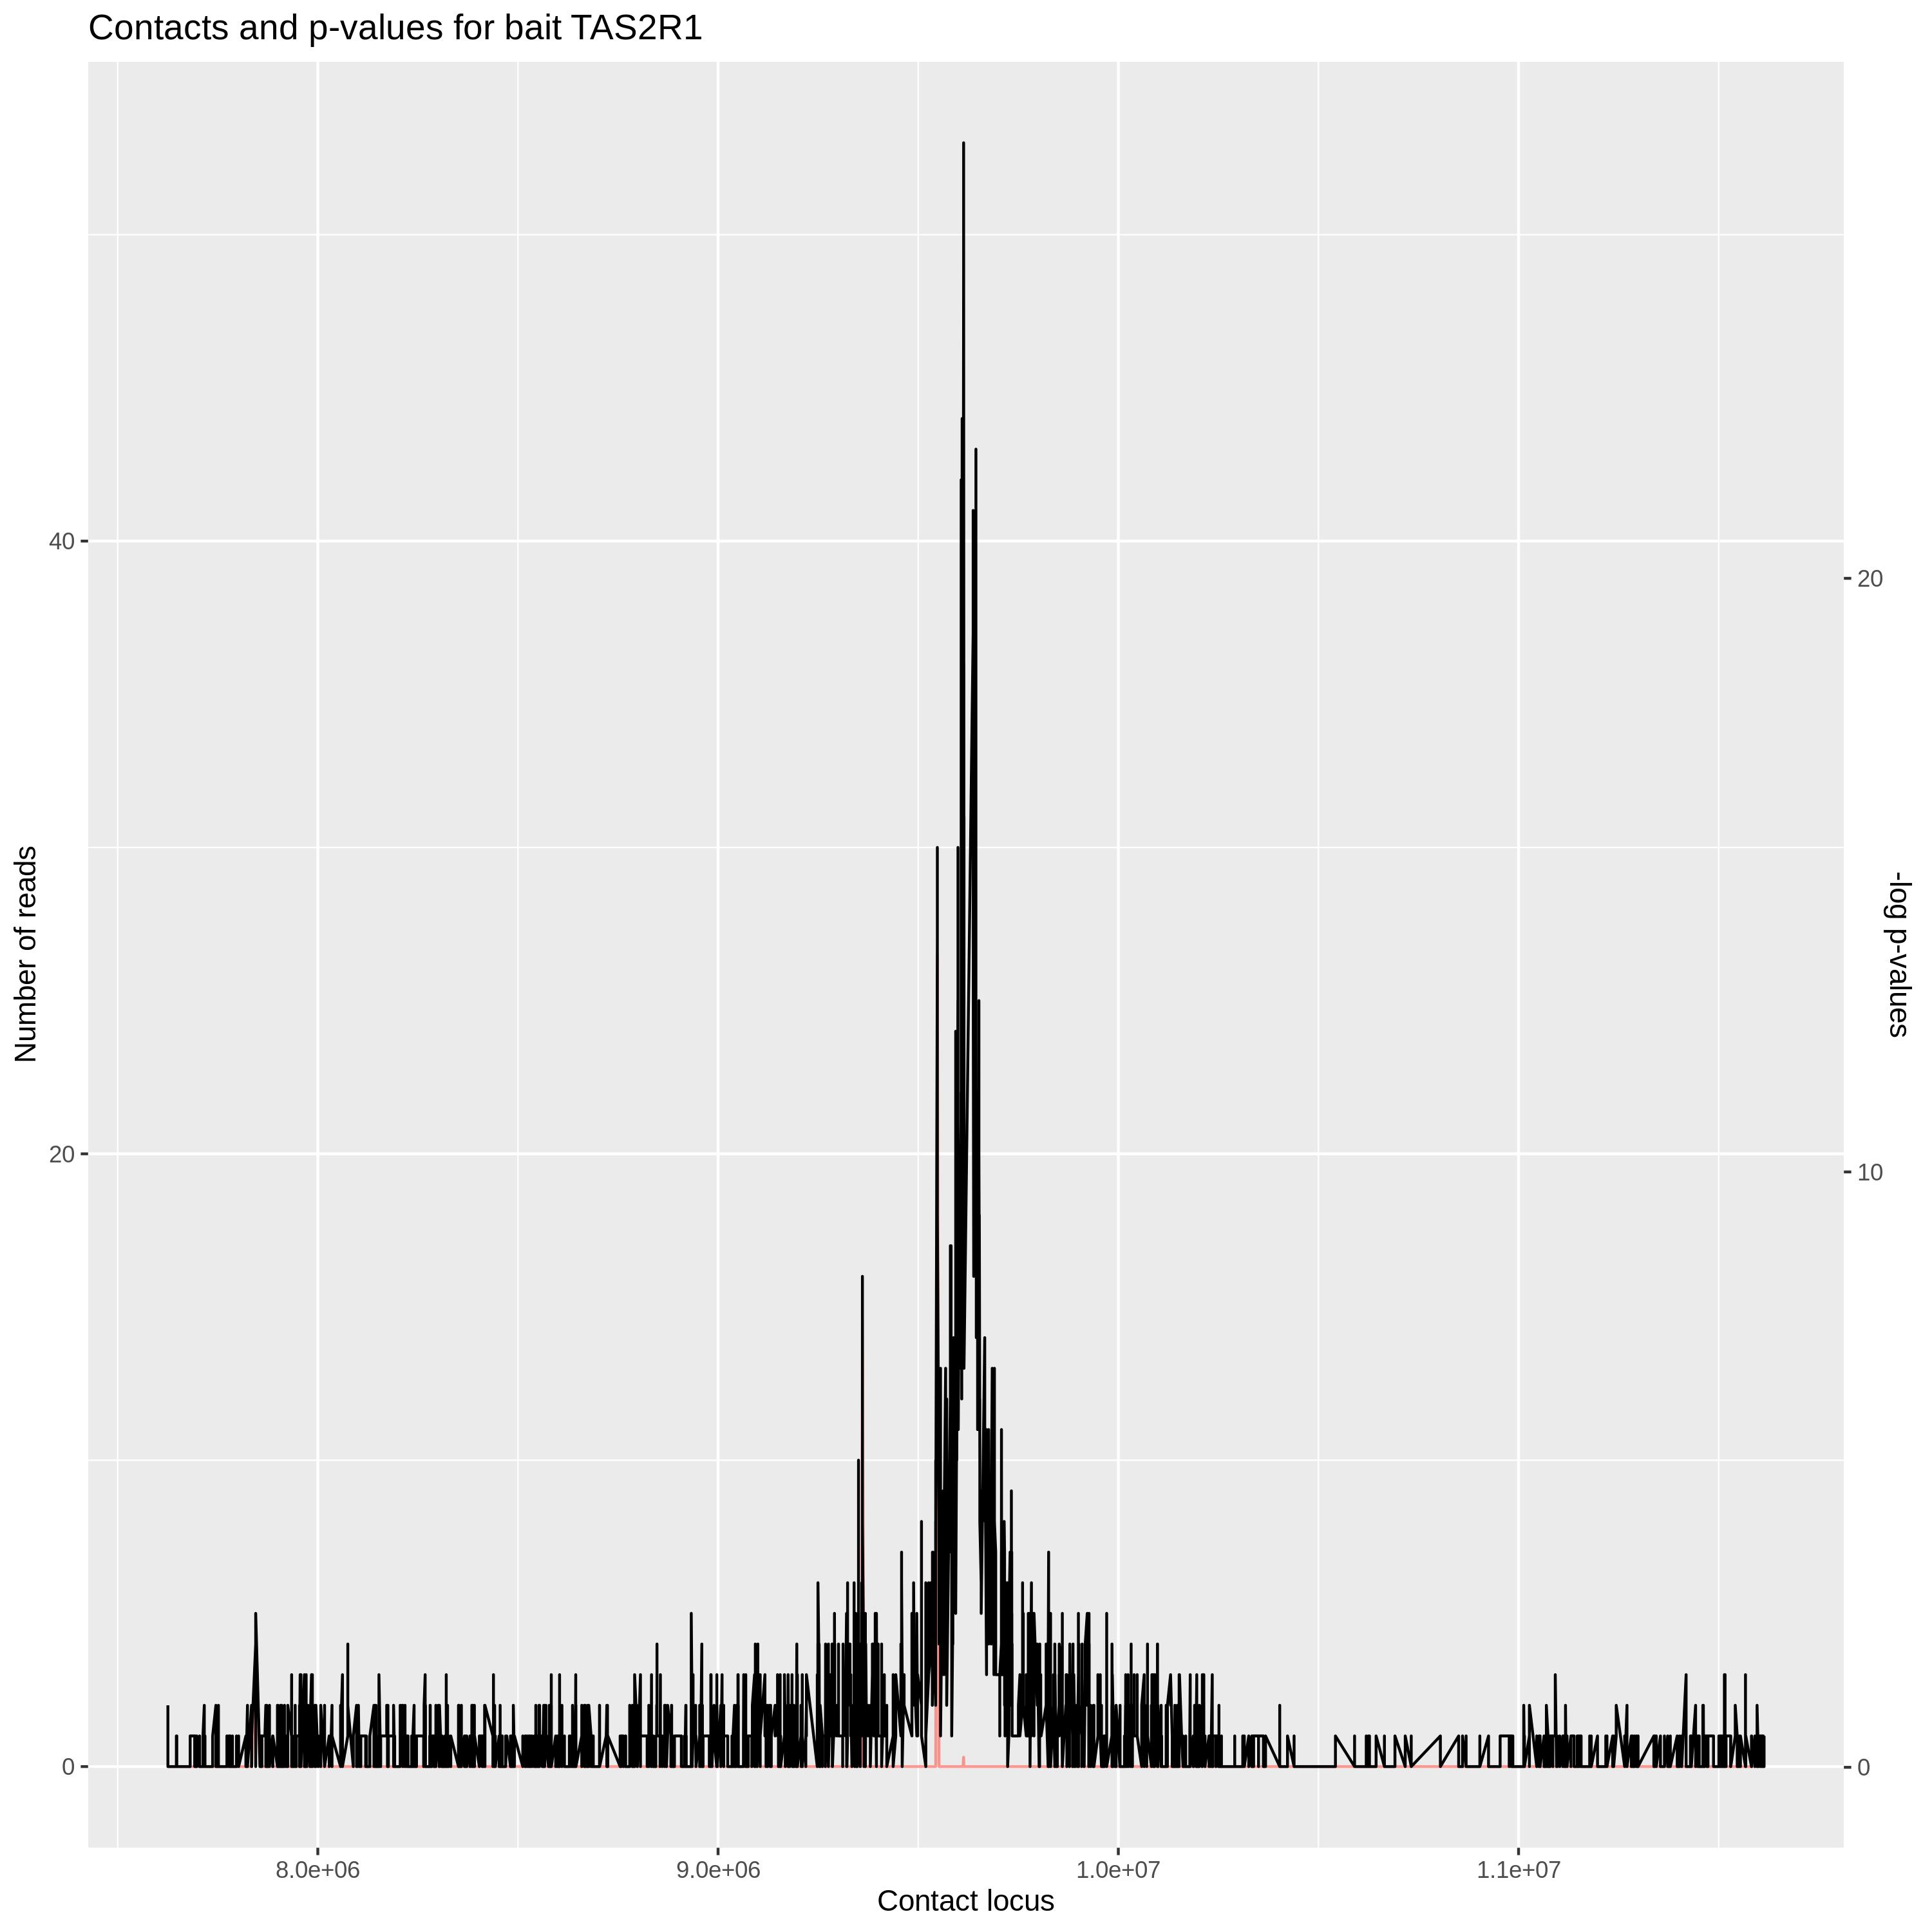 Contacts and p-values for bait TAS2R1
40
20
0
Number of reads
20
10
0
-log p-values
8.0e+06
9.0e+06
1.0e+07
1.1e+07
Contact locus